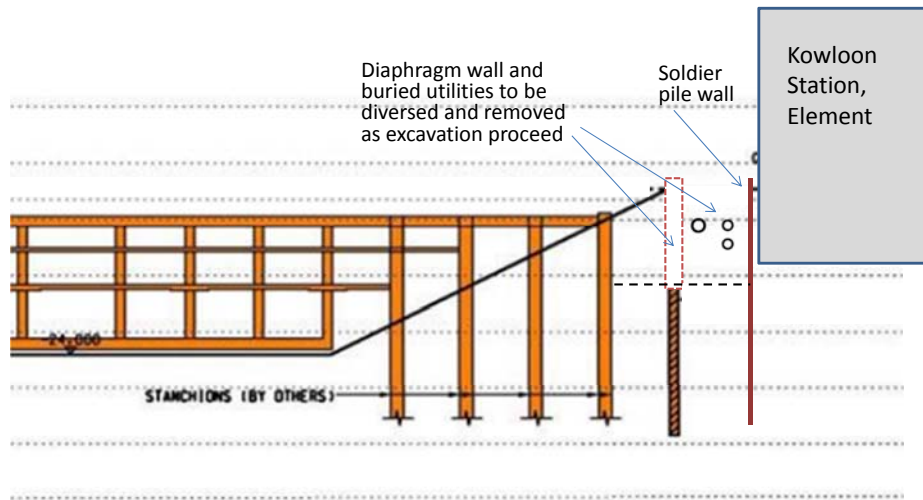 Diaphragm wall and
buried utilities to be
diversed and removed
as excavation proceed
Soldier
pile wall
Kowloon
Station,
Element
-24.000
STANCHIONS (BY OTHERS)